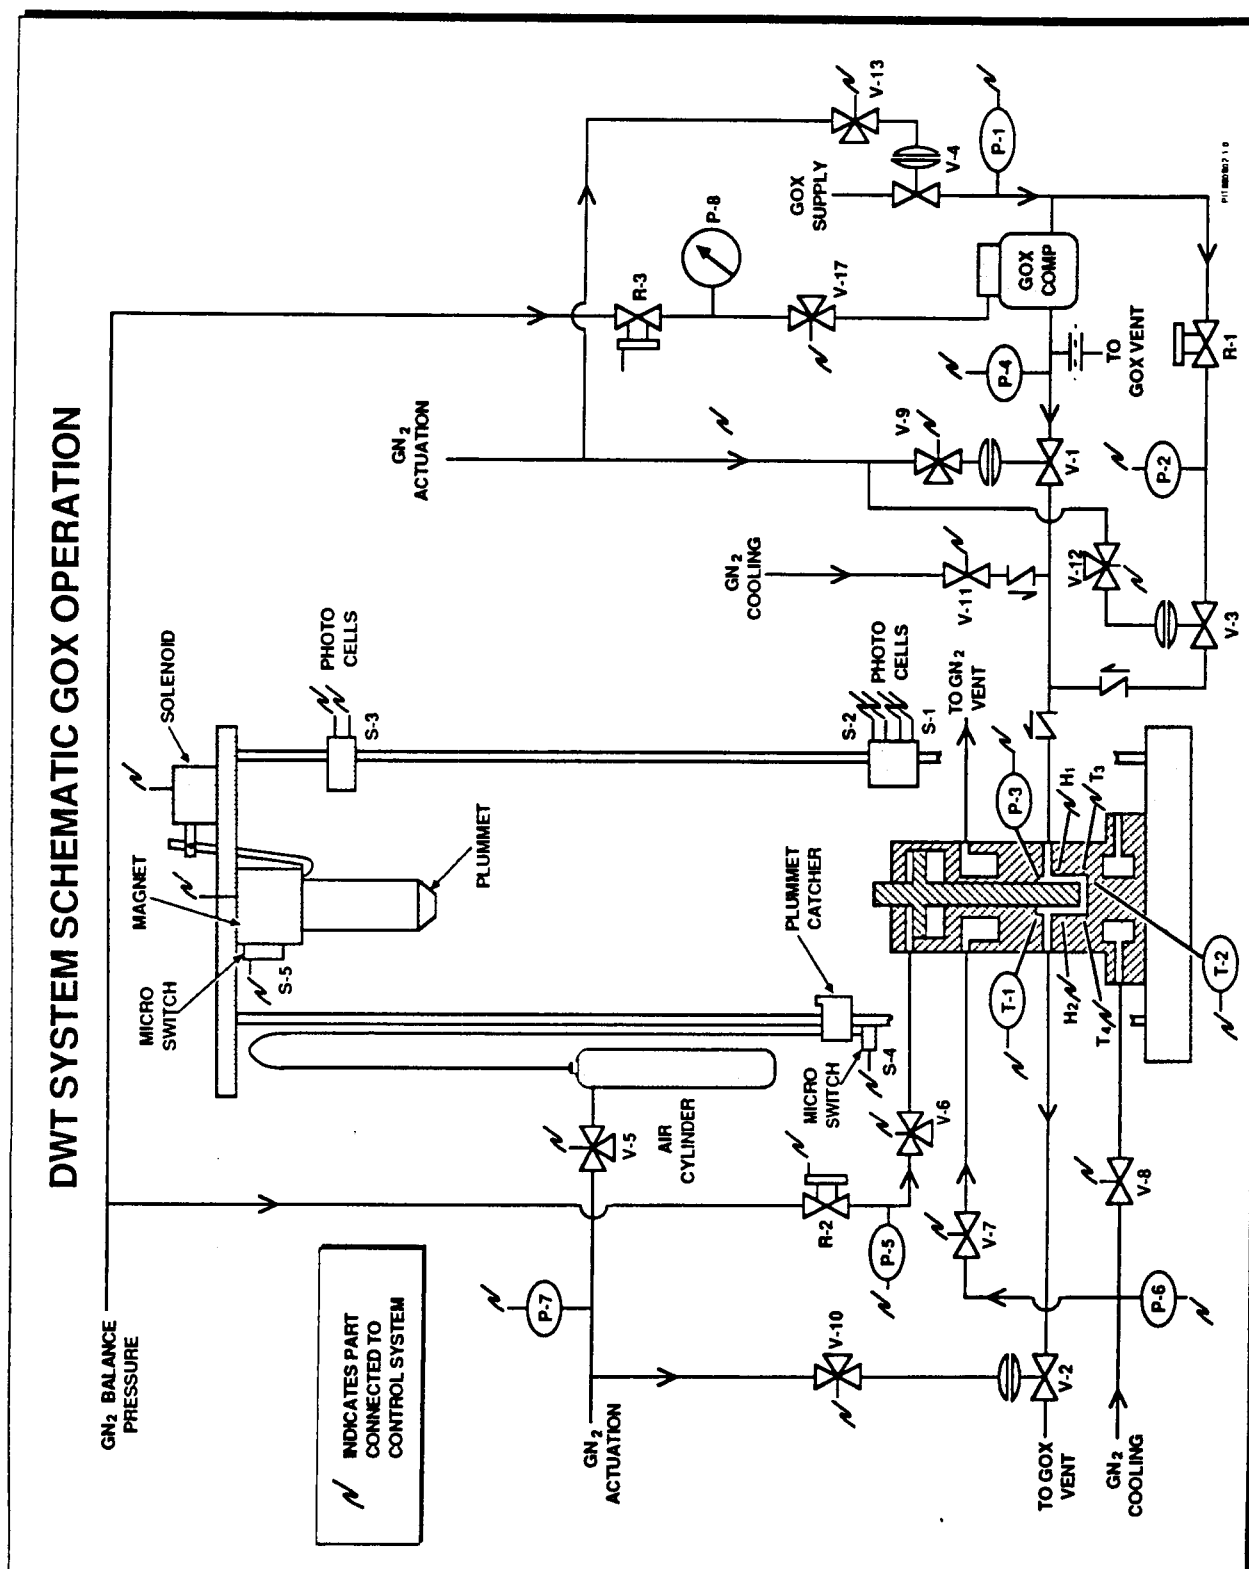 DWT SYSTEM SCHEMATIC GOX OPERATION
GN2 BALANCE
PRESSURE
INDICATES PART
CONNECTED TO
CONTROL SYSTEM
MICRO
SWITCH
S-5
MAGNET
SOLENOID
PLUMMET
PHOTO
CELLS
S-3
GN2
ACTUATION
R-3
P-8
V-13
P-7
GN2
ACTUATION
V-5
AIR
CYLINDER
PLUMMET
CATCHER
MICRO
SWITCH
S-4
PHOTO
CELLS
S-2
S-1
GN2
COOLING
V-17
GOX
SUPPLY
V-4
P-1
V-10
R-2
P-5
V-6
V-7
TO GN2
VENT
V-11
V-9
P-4
GOX
COMP
TO
GOX VENT
P-3
H1
T3
T-1
H2
T4
T-2
V-1
V-12
P-2
V-3
R-1
TO GOX
VENT
V-2
GN2
COOLING
P-6
V-8